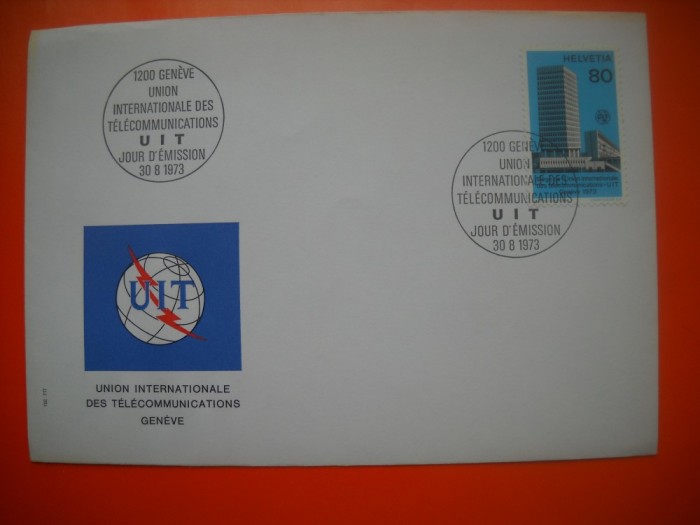 1200 GENÈVE
UNION
INTERNATIONALE DES
TÉLÉCOMMUNICATIONS
UIT
JOUR D'ÉMISSION
30 8 1973
HELVETIA
80
1200 GENÈVE
UNION
INTERNATIONALE DES
TÉLÉCOMMUNICATIONS
UIT
JOUR D'ÉMISSION
30 8 1973
UIT
UNION INTERNATIONALE
DES TÉLÉCOMMUNICATIONS
GENÈVE